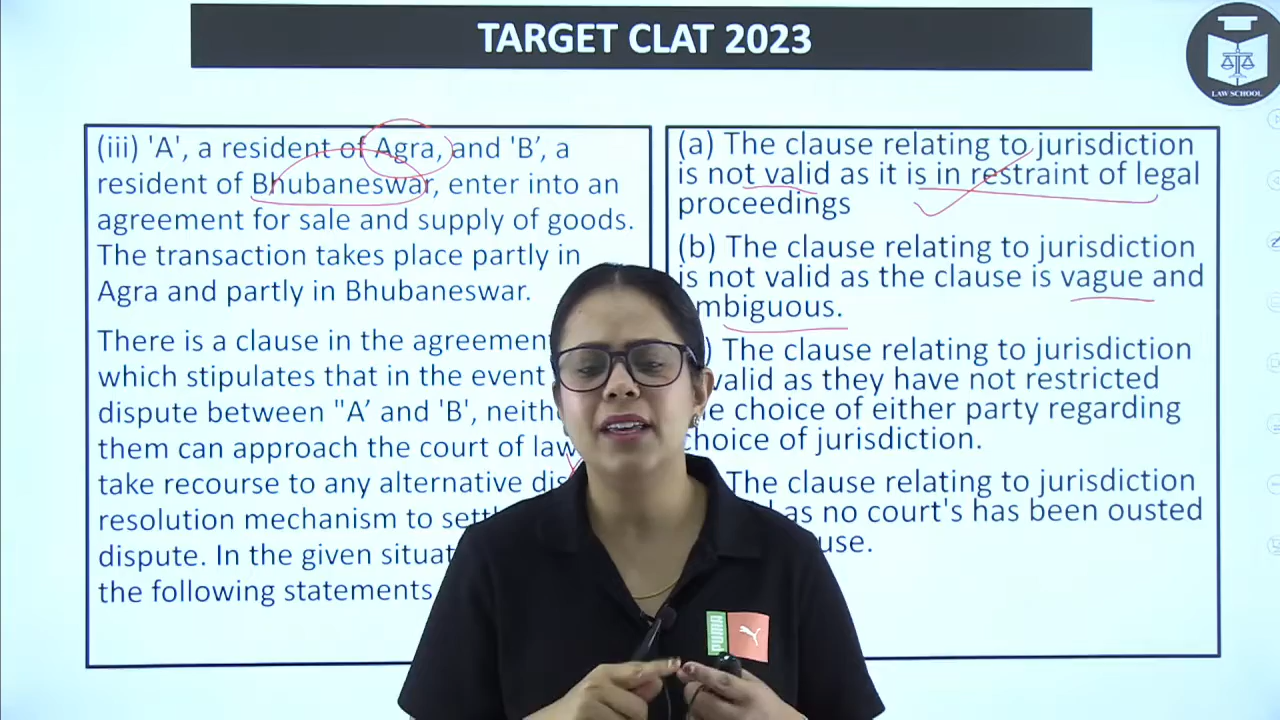 TARGET CLAT 2023
LAW SCHOOL
(iii) 'A', a resident of Agra, and 'B’, a
resident of Bhubaneswar, enter into an
agreement for sale and supply of goods.
The transaction takes place partly in
Agra and partly in Bhubaneswar.
There is a clause in the agreement
which stipulates that in the event
dispute between "A’ and 'B',
them can approach the court of law
take recourse to any alternative
resolution mechanism to
dispute. In the given
the following statements
(a) The clause relating to jurisdiction
is not valid as it is in restraint of legal
proceedings
(b) The clause relating to jurisdiction
is not valid as the clause is vague and
mbiguous.
) The clause relating to jurisdiction
valid as they have not restricted
e choice of either party regarding
choice of jurisdiction.
The clause relating to jurisdiction
as no court's has been ousted
use.
PUMA